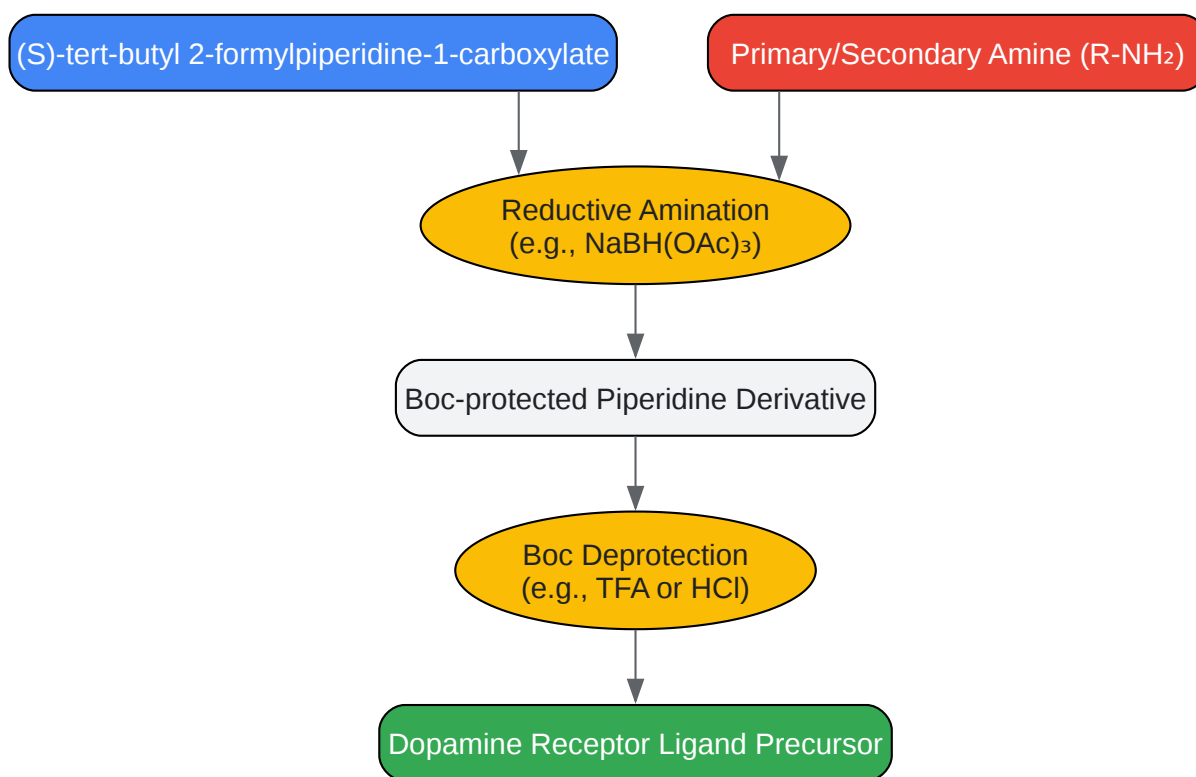 (S)-tert-butyl 2-formylpiperidine-1-carboxylate
Primary/Secondary Amine (R-NH₂)
Reductive Amination
(e.g., NaBH(OAc)₃)
Boc-protected Piperidine Derivative
Boc Deprotection
(e.g., TFA or HCl)
Dopamine Receptor Ligand Precursor